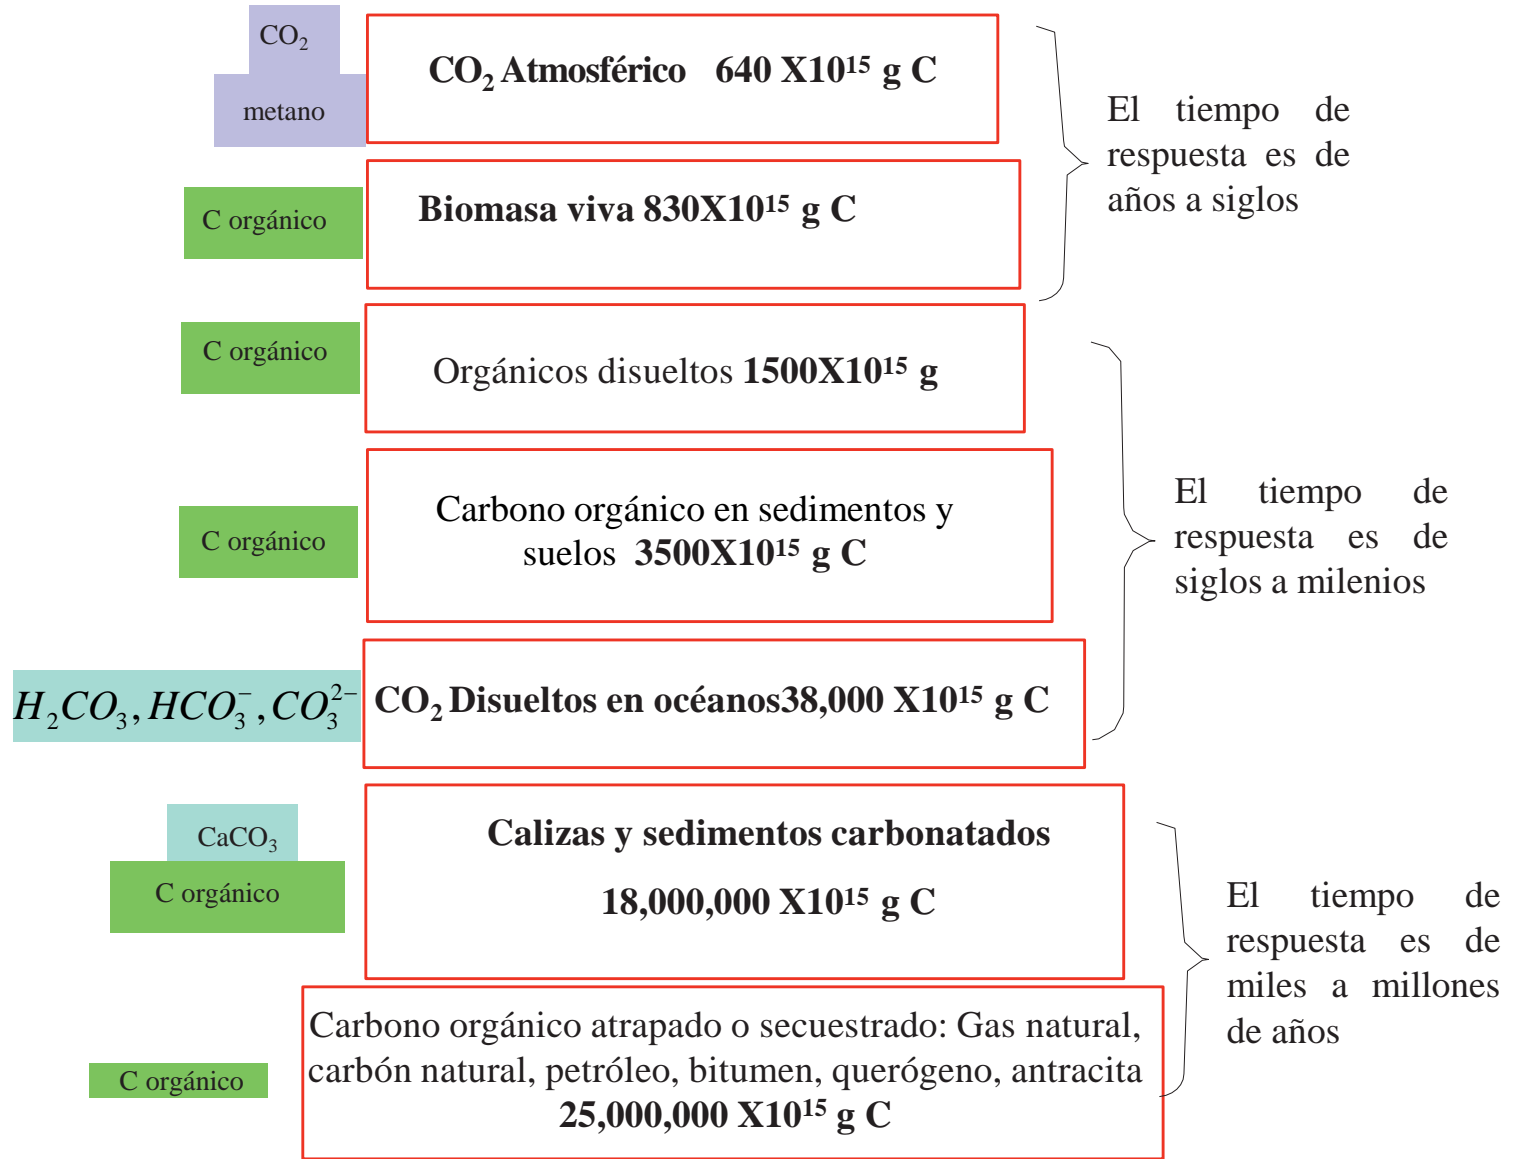 CO₂
metano
CO₂ Atmosférico 640 X10¹⁵ g C
El tiempo de
respuesta es de
años a siglos
C orgánico
Biomasa viva 830X10¹⁵ g C
C orgánico
Orgánicos disueltos 1500X10¹⁵ g
C orgánico
Carbono orgánico en sedimentos y
suelos 3500X10¹⁵ g C
El tiempo de
respuesta es de
siglos a milenios
H₂CO₃, HCO₃⁻, CO₃²⁻
CO₂ Disueltos en océanos38,000 X10¹⁵ g C
CaCO₃
C orgánico
Calizas y sedimentos carbonatados
18,000,000 X10¹⁵ g C
El tiempo de
respuesta es de
miles a millones
de años
C orgánico
Carbono orgánico atrapado o secuestrado: Gas natural,
carbón natural, petróleo, bitumen, querógeno, antracita
25,000,000 X10¹⁵ g C